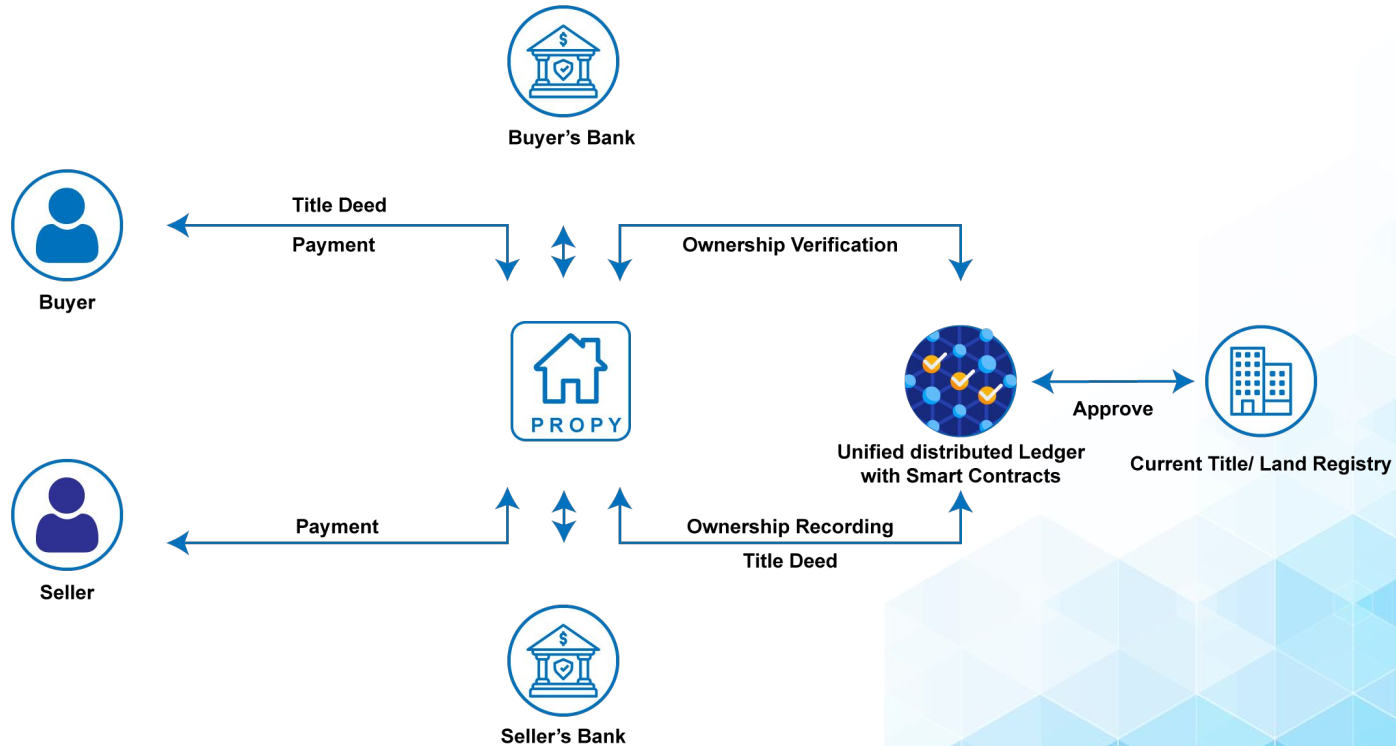 $
Buyer’s Bank
Title Deed
Payment
Ownership Verification
Buyer
PROPY
Approve
Unified distributed Ledger
with Smart Contracts
Current Title/ Land Registry
Payment
Ownership Recording
Title Deed
Seller
$
Seller’s Bank